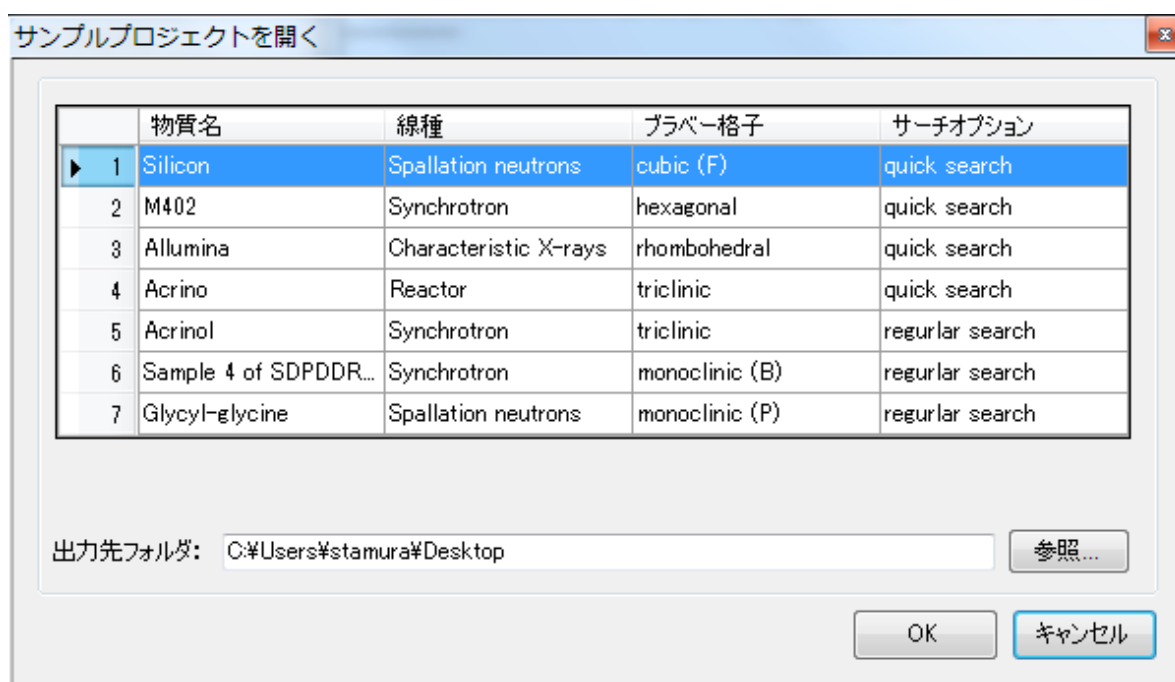 サンプルプロジェクトを開く
物質名 線種 ブラベー格子 サーチオプション
1 Silicon Spallation neutrons cubic (F) quick search
2 M402 Synchrotron hexagonal quick search
3 Allumina Characteristic X-rays rhombohedral quick search
4 Acrino Reactor triclinic quick search
5 Acrinol Synchrotron triclinic regurlar search
6 Sample 4 of SDPDDR... Synchrotron monoclinic (B) regurlar search
7 Glycyl-glycine Spallation neutrons monoclinic (P) regurlar search
出力先フォルダ: C:¥Users¥stamura¥Desktop 参照...
OK キャンセル